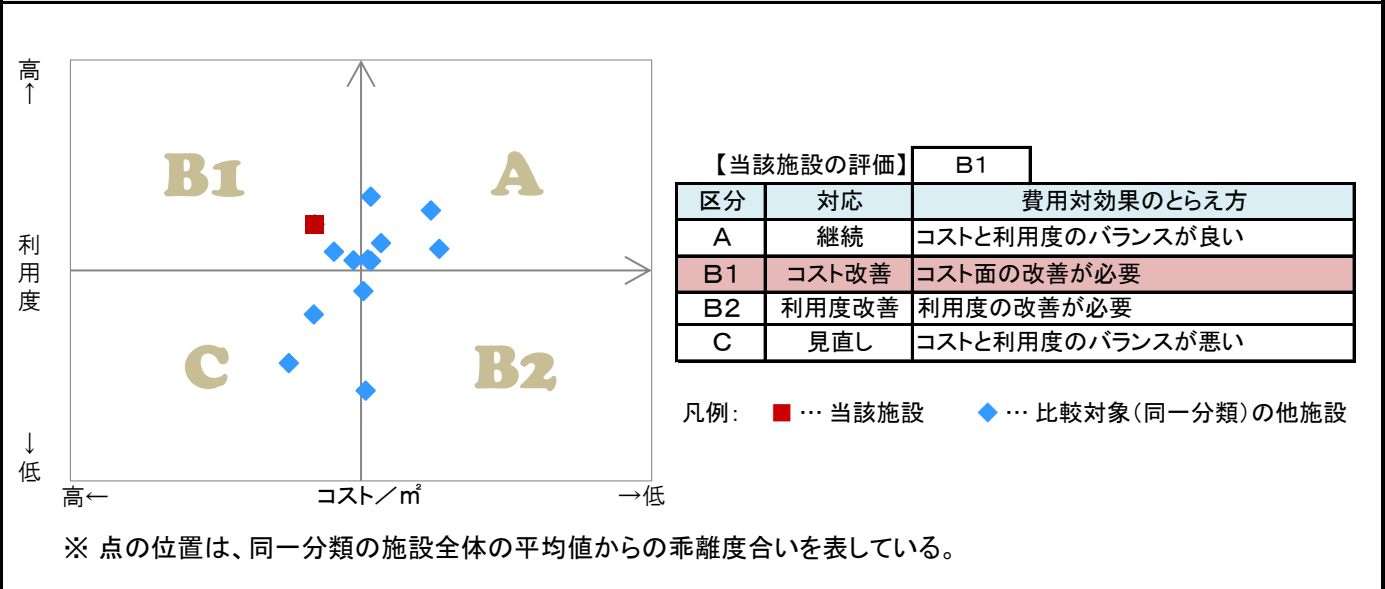 高
↑
利
用
度
↓
低
B1
A
C
B2
高←
コスト/㎡
→低
【当該施設の評価】 B1
区分 対応 費用対効果のとらえ方
A 継続 コストと利用度のバランスが良い
B1 コスト改善 コスト面の改善が必要
B2 利用度改善 利用度の改善が必要
C 見直し コストと利用度のバランスが悪い
凡例: ■ … 当該施設 ◆ … 比較対象(同一分類)の他施設
※ 点の位置は、同一分類の施設全体の平均値からの乖離度合いを表している。